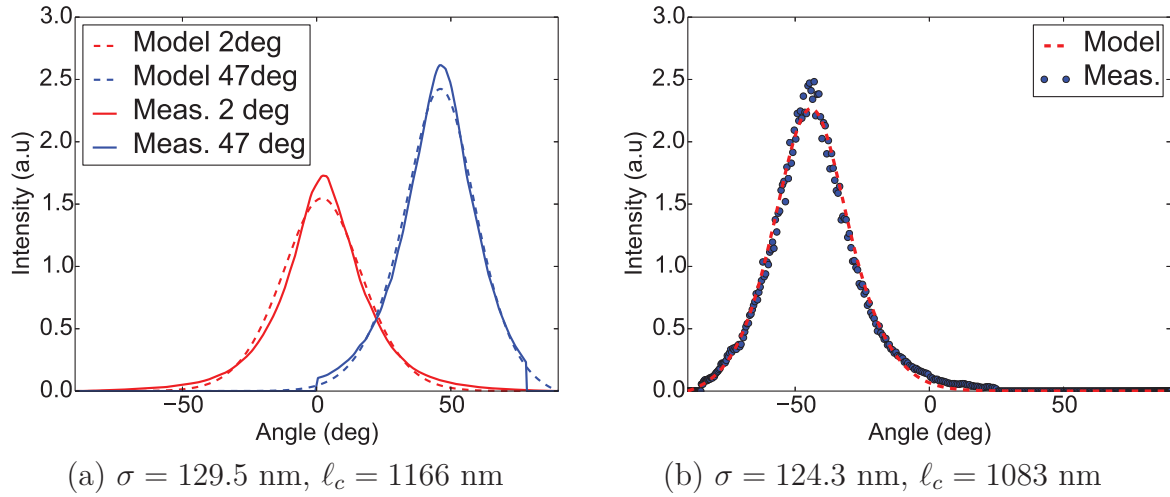 3.0
2.5
2.0
1.5
1.0
0.5
0.0
Intensity (a.u)
Model 2deg
Model 47deg
Meas. 2 deg
Meas. 47 deg
−50
0
50
Angle (deg)
(a) σ = 129.5 nm, ℓc = 1166 nm
3.0
2.5
2.0
1.5
1.0
0.5
0.0
Intensity (a.u)
Model
Meas.
−50
0
50
Angle (deg)
(b) σ = 124.3 nm, ℓc = 1083 nm